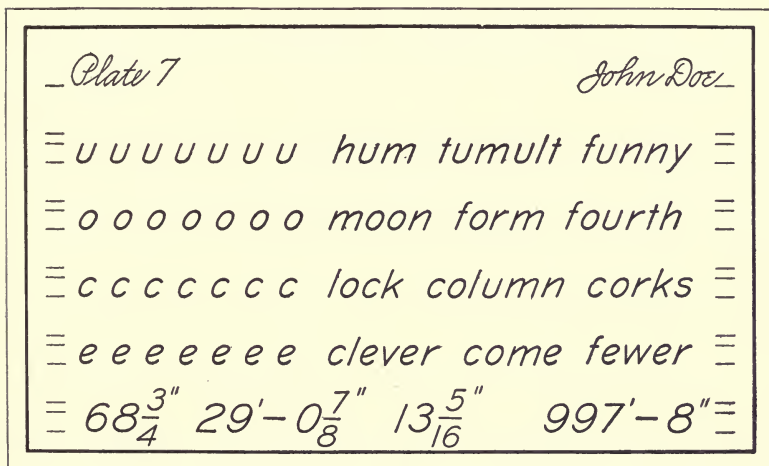 Plate 7 John Doe
u u u u u u u hum tumult funny
o o o o o o o moon form fourth
c c c c c c c lock column corks
e e e e e e e clever come fewer
68 3/4" 29'-0 7/8" 13 5/16" 997'-8"